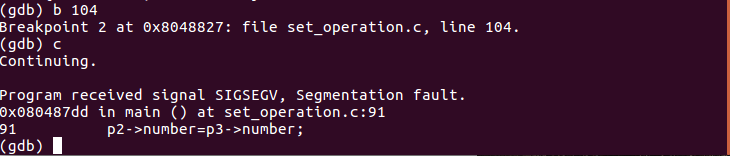 (gdb) b 104
Breakpoint 2 at 0x8048827: file set_operation.c, line 104.
(gdb) c
Continuing.

Program received signal SIGSEGV, Segmentation fault.
0x080487dd in main () at set_operation.c:91
91          p2->number=p3->number;
(gdb)